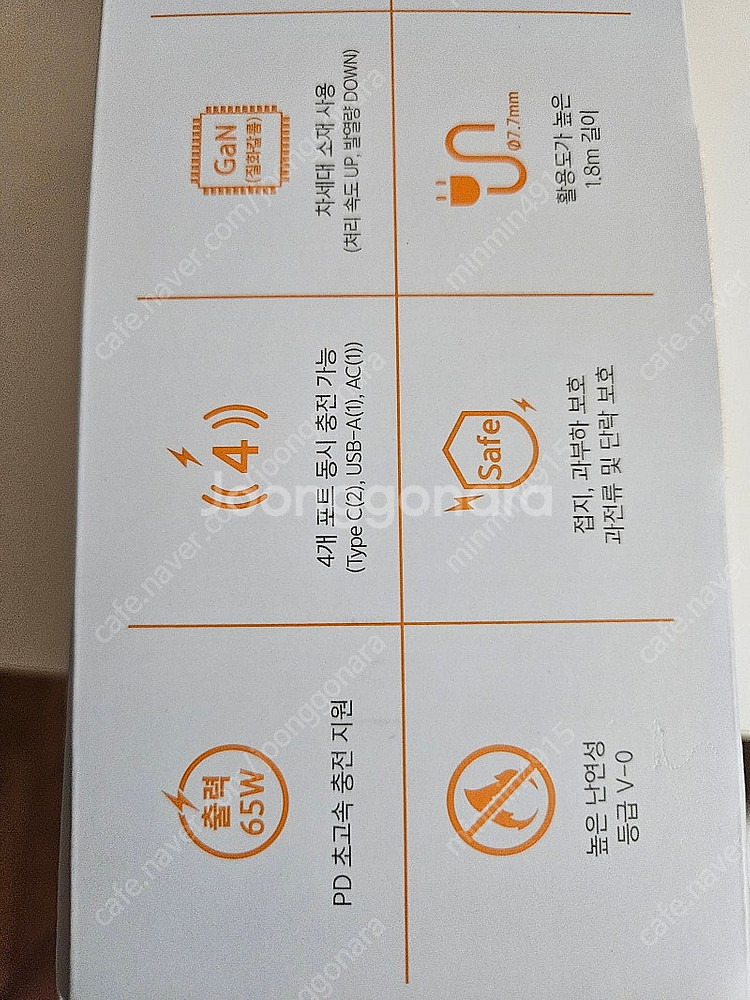 출력
65W
PD 초고속 충전 지원
4
4개 포트 동시 충전 가능
(Type C(2), USB-A(1), AC(1))
GaN
(질화갈륨)
차세대 소재 사용
(처리 속도 UP, 발열량 DOWN)
높은 난연성
등급 V-0
Safe
접지, 과부하 보호
과전류 및 단락 보호
Ø7.7mm
활용도가 높은
1.8m 길이
Joonggonara
cafe.naver.com/joonggonara
minmin4915